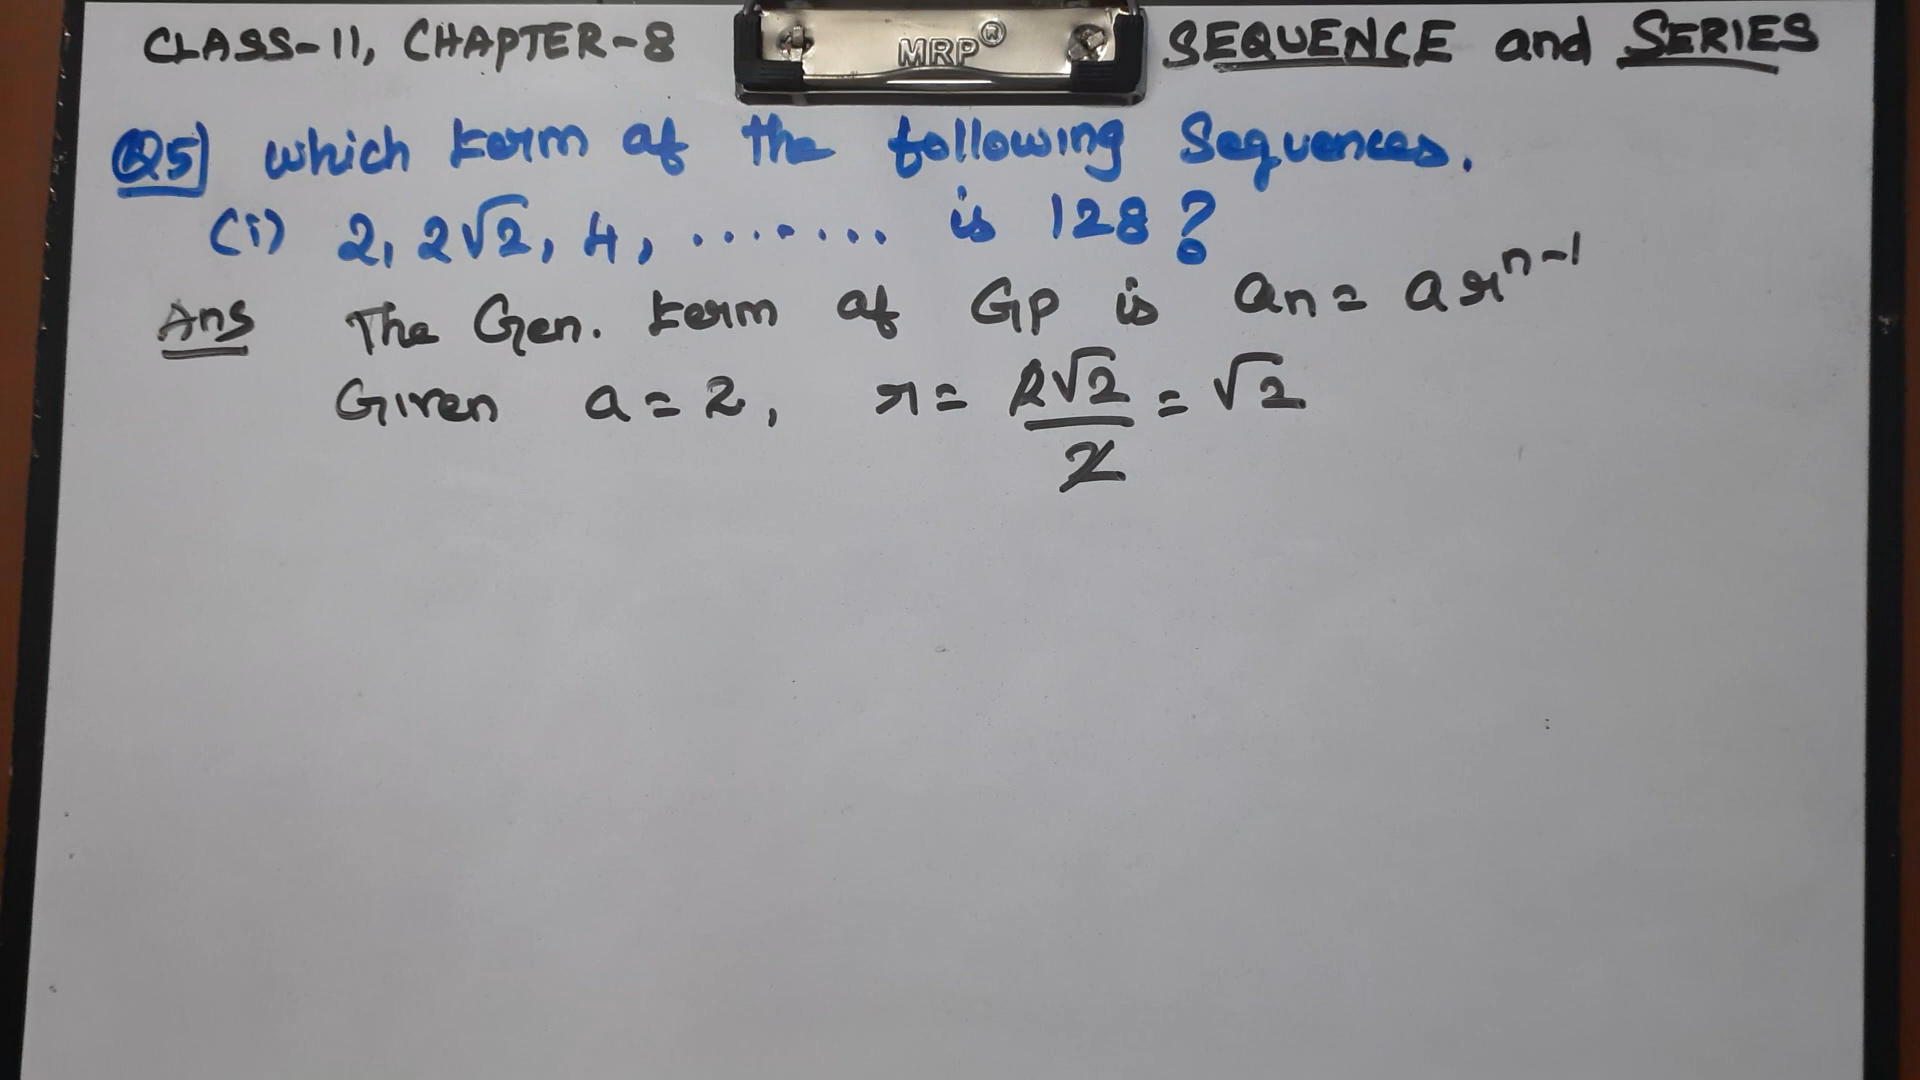 CLASS-11, CHAPTER-8 MRP® SEQUENCE and SERIES
Q5) which term of the following Sequences.
(i) 2, 2√2, 4, ........ is 128?
Ans The Gen. term of GP is an = ar^n-1
Given a = 2, r = 2√2/2 = √2